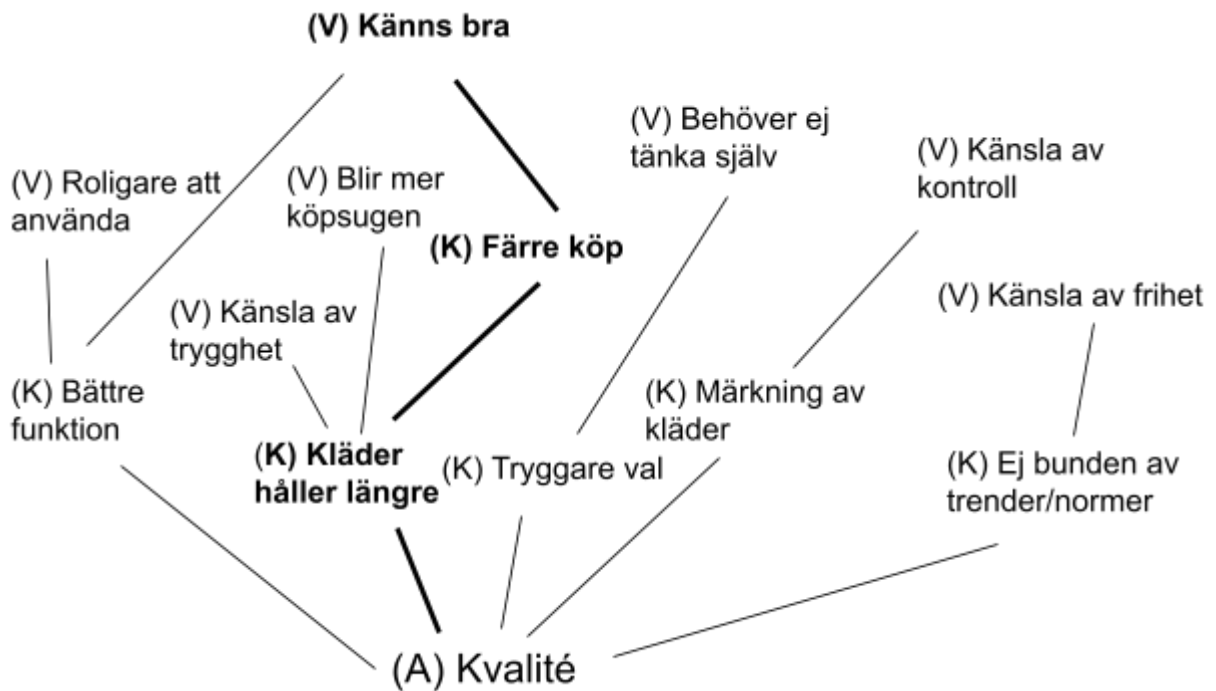 (V) Känns bra
(V) Behöver ej
tänka själv
(V) Känsla av
kontroll
(V) Roligare att
använda
(V) Blir mer
köpsugen
(K) Färre köp
(V) Känsla av frihet
(V) Känsla av
trygghet
(K) Bättre
funktion
(K) Märkning av
kläder
(K) Kläder
håller längre
(K) Tryggare val
(K) Ej bunden av
trender/normer
(A) Kvalité